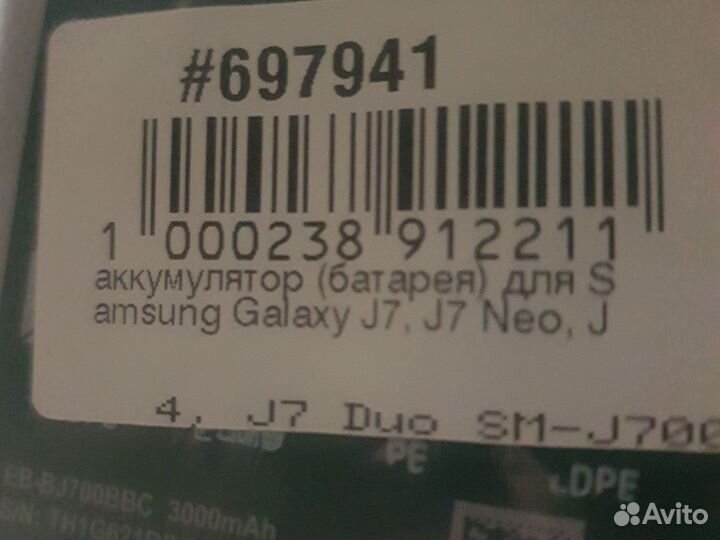 #697941
1 000238 912211
аккумулятор (батарея) для S
amsung Galaxy J7, J7 Neo, J
4, J7 Duo SM-J700
PE
LDPE
EB-BJ700BBC 3000mAh
S/N: TH1G621
Avito